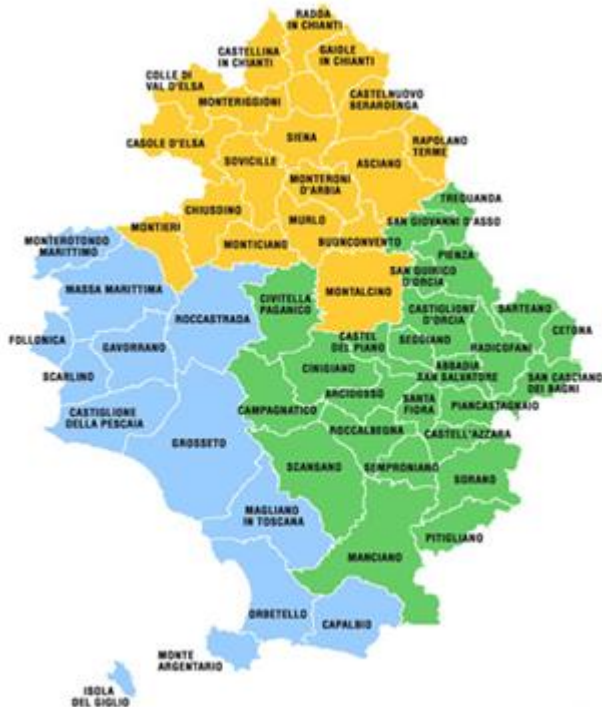 RADDA
IN CHIANTI
CASTELLINA
IN CHIANTI
GAIOLE
IN CHIANTI
COLLE DI
VAL D'ELSA
MONTERIGGIONI
CASTELNUOVO
BERARDENGA
CASOLE D'ELSA
SIENA
RAPOLANO
TERME
SOVICILLE
ASCIANO
MONTERONI
D'ARBIA
TREQUANDA
CHIUSDINO
MURLO
SAN GIOVANNI D'ASSO
MONTIERI
MONTICIANO
BUONCONVENTO
MONTEROTONDO
MARITTIMO
PIENZA
SAN QUIRICO
D'ORCIA
MASSA MARITTIMA
CIVITELLA
PAGANICO
MONTALCINO
ROCCASTRADA
CASTIGLIONE
D'ORCIA
SARTEANO
CETONA
FOLLONICA
GAVORRANO
CASTEL
DEL PIANO
SEGGIANO
RADICOFANI
SCARLINO
CINIGIANO
ABBADIA
SAN SALVATORE
SAN CASCIANO
DEI BAGNI
ARCIDOSSO
SANTA
FIORA
PIANCASTAGNAIO
CASTIGLIONE
DELLA PESCAIA
CAMPAGNATICO
ROCCALBEGNA
CASTELL'AZZARA
GROSSETO
SCANSANO
SEMPRONIANO
SORANO
MAGLIANO
IN TOSCANA
PITIGLIANO
MANCIANO
ORBETELLO
CAPALBIO
MONTE
ARGENTARIO
ISOLA
DEL GIGLIO